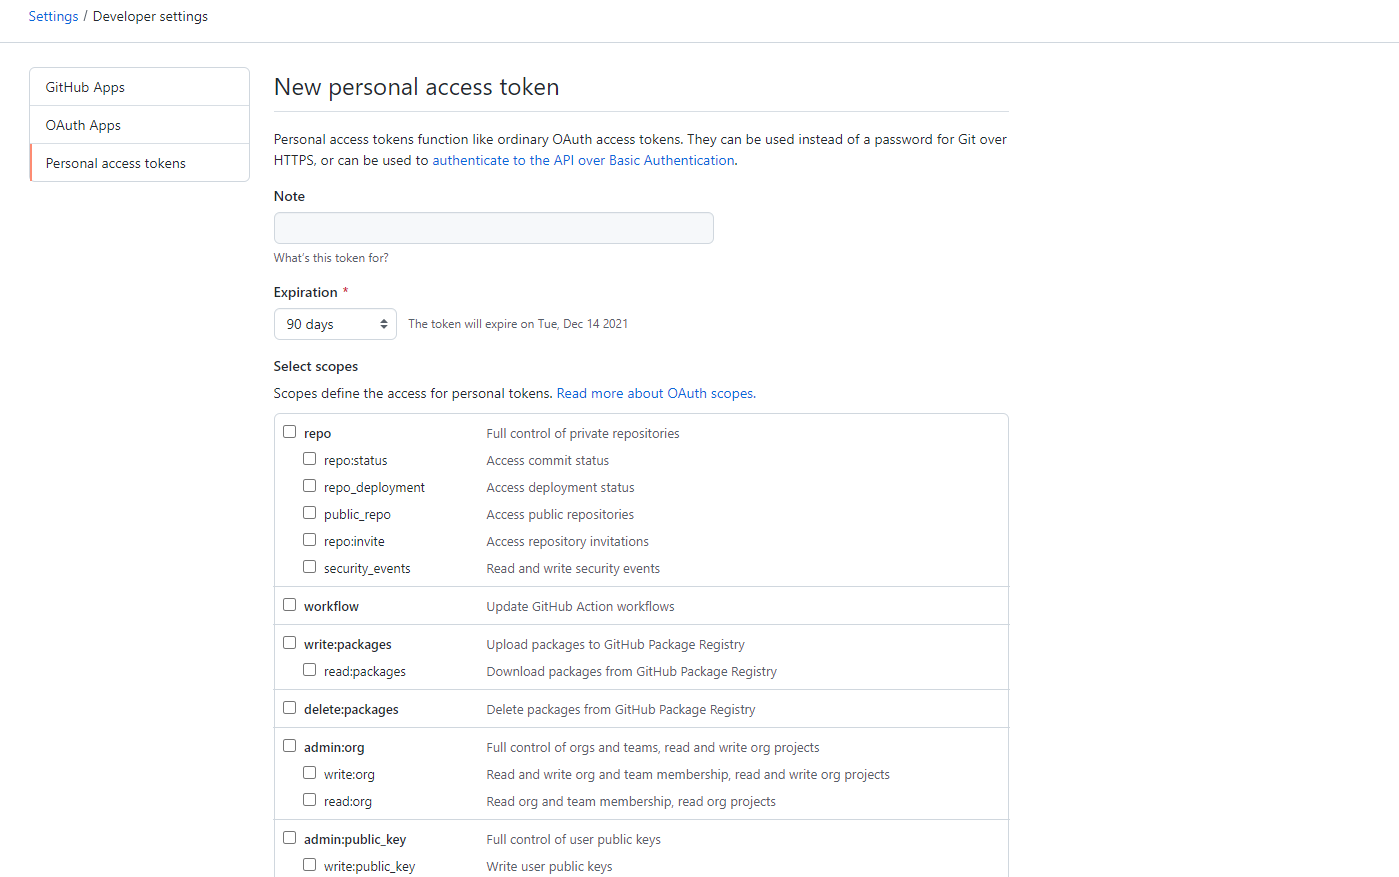 Settings / Developer settings
GitHub Apps
OAuth Apps
Personal access tokens
New personal access token
Personal access tokens function like ordinary OAuth access tokens. They can be used instead of a password for Git over
HTTPS, or can be used to authenticate to the API over Basic Authentication.
Note
What's this token for?
Expiration *
90 days
The token will expire on Tue, Dec 14 2021
Select scopes
Scopes define the access for personal tokens. Read more about OAuth scopes.
repo Full control of private repositories
repo:status Access commit status
repo_deployment Access deployment status
public_repo Access public repositories
repo:invite Access repository invitations
security_events Read and write security events
workflow Update GitHub Action workflows
write:packages Upload packages to GitHub Package Registry
read:packages Download packages from GitHub Package Registry
delete:packages Delete packages from GitHub Package Registry
admin:org Full control of orgs and teams, read and write org projects
write:org Read and write org and team membership, read and write org projects
read:org Read org and team membership, read org projects
admin:public_key Full control of user public keys
write:public_key Write user public keys